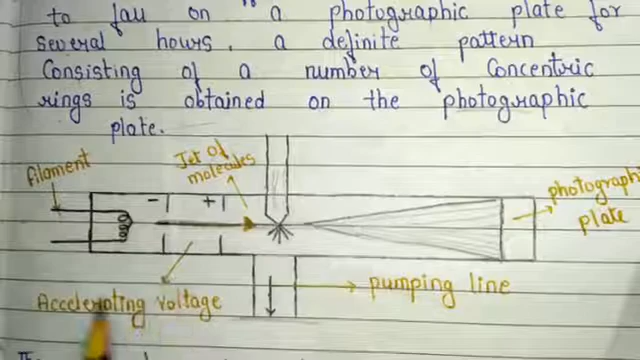 to fall on a photographic plate for
several hours, a definite pattern
Consisting of a number of Concentric
rings is obtained on the photographic
plate.
filament
Jet of
molecules
- +
photographic
plate
pumping line
Accelerating voltage